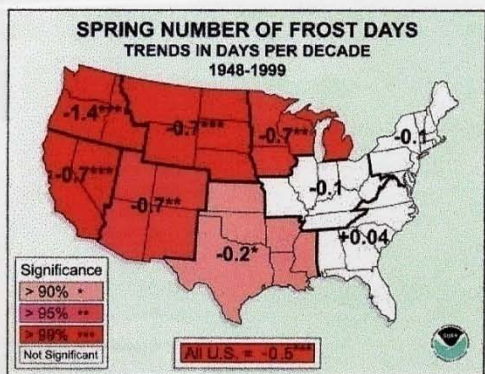 SPRING NUMBER OF FROST DAYS
TRENDS IN DAYS PER DECADE
1948-1999
-1.4***
-0.7***
-0.7**
-0.1
-0.7***
-0.7**
-0.1
-0.2*
+0.04
Significance
> 90% *
> 95% **
> 99% ***
Not Significant
All U.S. = -0.5***